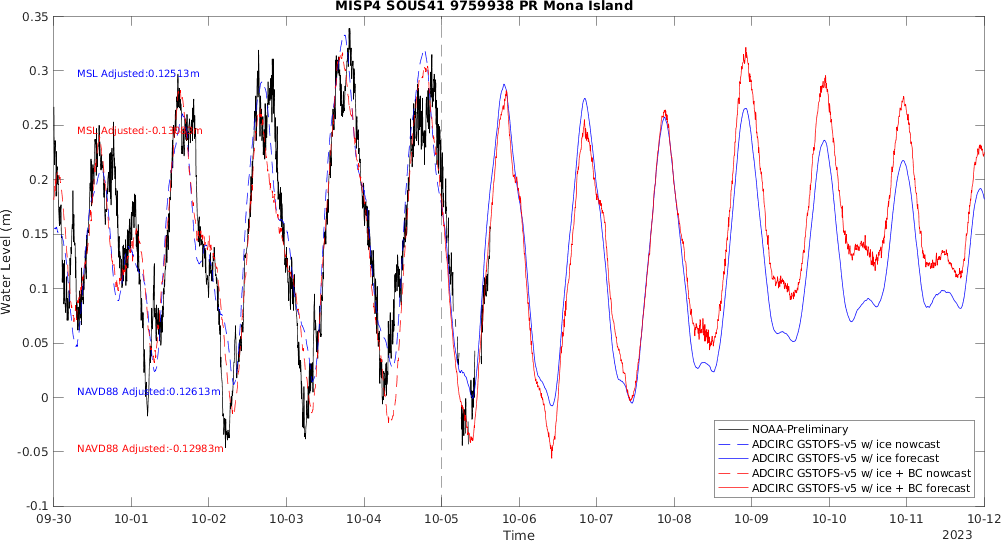 MISP4 SOUS41 9759938 PR Mona Island
0.35
0.3
0.25
0.2
0.15
0.1
0.05
0
-0.05
-0.1
Water Level (m)
MSL Adjusted:0.12513m
MSL Adjusted:
NAVD88 Adjusted:0.12613m
NAVD88 Adjusted:-0.12983m
NOAA-Preliminary
ADCIRC GSTOFS-v5 w/ ice nowcast
ADCIRC GSTOFS-v5 w/ ice forecast
ADCIRC GSTOFS-v5 w/ ice + BC nowcast
ADCIRC GSTOFS-v5 w/ ice + BC forecast
09-30 10-01 10-02 10-03 10-04 10-05 10-06 10-07 10-08 10-09 10-10 10-11 10-12
Time
2023